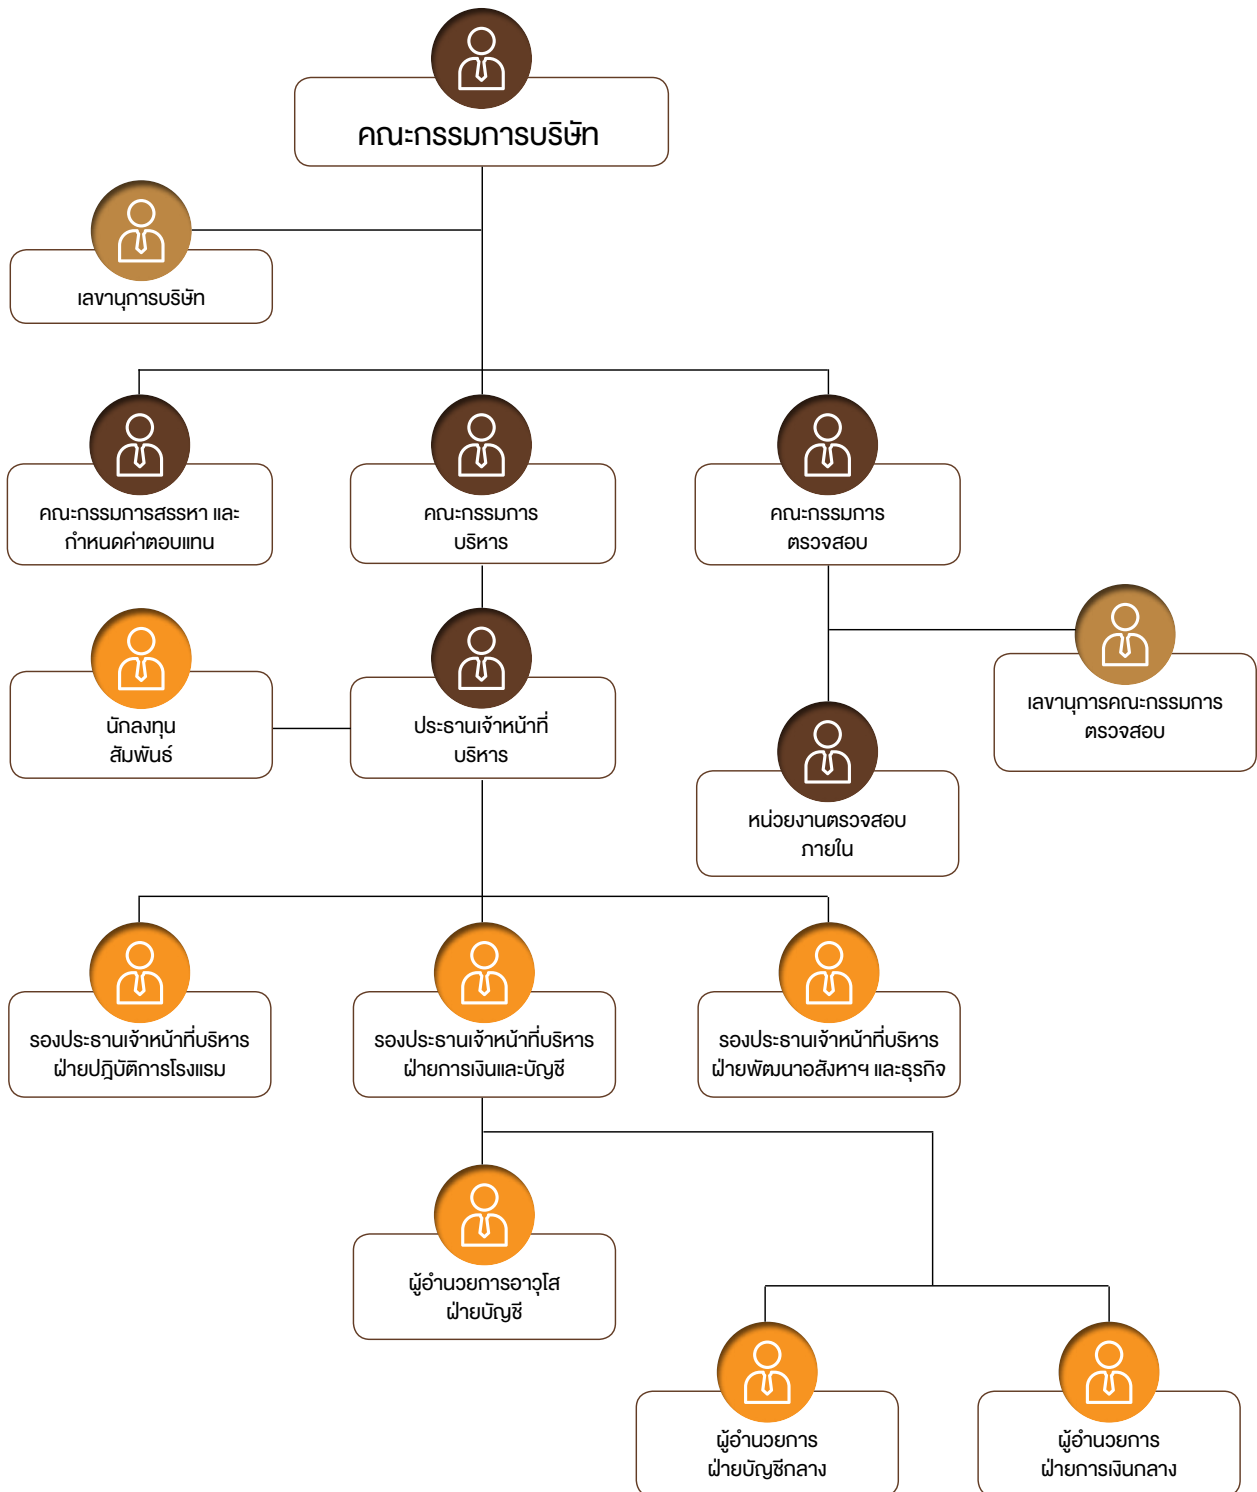 คณะกรรมการบริษัท
เลขานุการบริษัท
คณะกรรมการสรรหา และ
กำหนดค่าตอบแทน
คณะกรรมการ
บริหาร
คณะกรรมการ
ตรวจสอบ
นักลงทุน
สัมพันธ์
ประธานเจ้าหน้าที่
บริหาร
เลขานุการคณะกรรมการ
ตรวจสอบ
หน่วยงานตรวจสอบ
ภายใน
รองประธานเจ้าหน้าที่บริหาร
ฝ่ายปฎิบัติการโรงแรม
รองประธานเจ้าหน้าที่บริหาร
ฝ่ายการเงินและบัญชี
รองประธานเจ้าหน้าที่บริหาร
ฝ่ายพัฒนาอสังหาฯ และธุรกิจ
ผู้อำนวยการอาวุโส
ฝ่ายบัญชี
ผู้อำนวยการ
ฝ่ายบัญชีกลาง
ผู้อำนวยการ
ฝ่ายการเงินกลาง